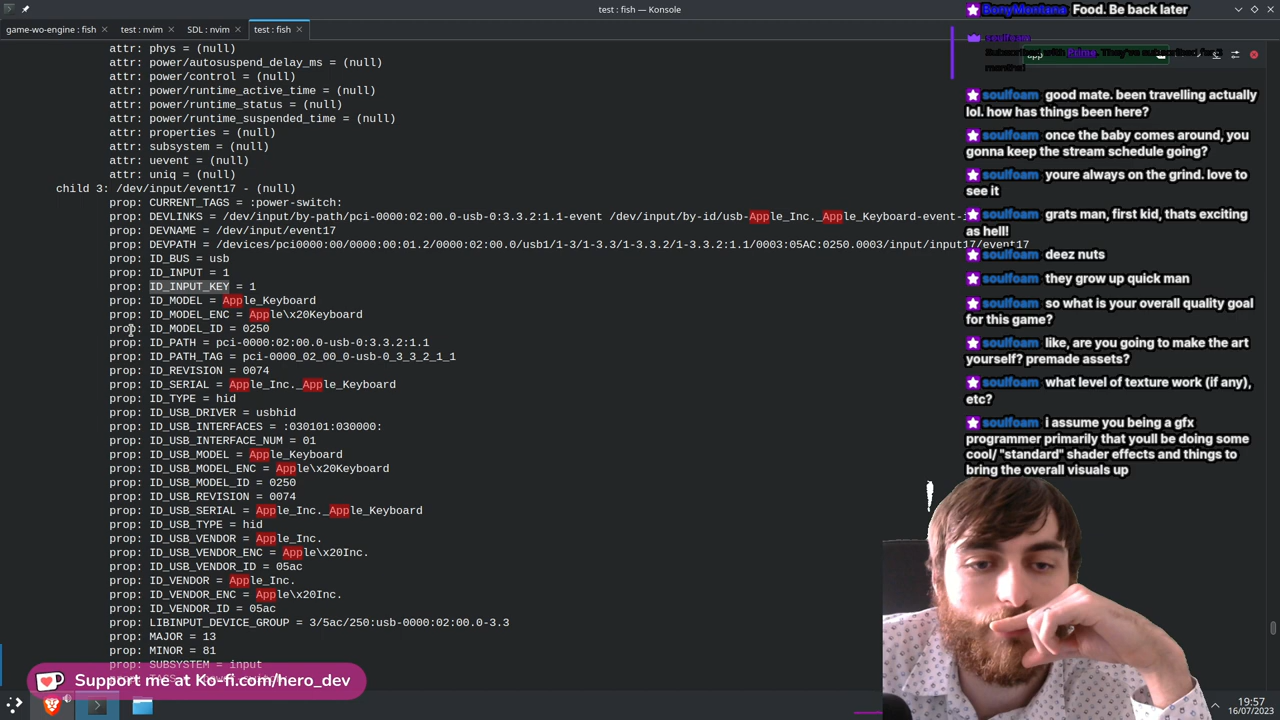 test : fish — Konsole
game-wo-engine : fish
test : nvim
SDL : nvim
test : fish
attr: phys = (null)
attr: power/autosuspend_delay_ms = (null)
attr: power/control = (null)
attr: power/runtime_active_time = (null)
attr: power/runtime_status = (null)
attr: power/runtime_suspended_time = (null)
attr: properties = (null)
attr: subsystem = (null)
attr: uevent = (null)
attr: uniq = (null)
child 3: /dev/input/event17 - (null)
prop: CURRENT_TAGS = :power-switch:
prop: DEVLINKS = /dev/input/by-path/pci-0000:02:00.0-usb-0:3.3.2:1.1-event /dev/input/by-id/usb-Apple_Inc._Apple_Keyboard-event-i
prop: DEVNAME = /dev/input/event17
prop: DEVPATH = /devices/pci0000:00/0000:00:01.2/0000:02:00.0/usb1/1-3/1-3.3/1-3.3.2/1-3.3.2:1.1/0003:05AC:0250.0003/input/input17/event17
prop: ID_BUS = usb
prop: ID_INPUT = 1
prop: ID_INPUT_KEY = 1
prop: ID_MODEL = Apple_Keyboard
prop: ID_MODEL_ENC = Apple\x20Keyboard
prop: ID_MODEL_ID = 0250
prop: ID_PATH = pci-0000:02:00.0-usb-0:3.3.2:1.1
prop: ID_PATH_TAG = pci-0000_02_00_0-usb-0_3_3_2_1_1
prop: ID_REVISION = 0074
prop: ID_SERIAL = Apple_Inc._Apple_Keyboard
prop: ID_TYPE = hid
prop: ID_USB_DRIVER = usbhid
prop: ID_USB_INTERFACES = :030101:030000:
prop: ID_USB_INTERFACE_NUM = 01
prop: ID_USB_MODEL = Apple_Keyboard
prop: ID_USB_MODEL_ENC = Apple\x20Keyboard
prop: ID_USB_MODEL_ID = 0250
prop: ID_USB_REVISION = 0074
prop: ID_USB_SERIAL = Apple_Inc._Apple_Keyboard
prop: ID_USB_TYPE = hid
prop: ID_USB_VENDOR = Apple_Inc.
prop: ID_USB_VENDOR_ENC = Apple\x20Inc.
prop: ID_USB_VENDOR_ID = 05ac
prop: ID_VENDOR = Apple_Inc.
prop: ID_VENDOR_ENC = Apple\x20Inc.
prop: ID_VENDOR_ID = 05ac
prop: LIBINPUT_DEVICE_GROUP = 3/5ac/250:usb-0000:02:00.0-3.3
prop: MAJOR = 13
prop: MINOR = 81
prop: SUBSYSTEM = input
Support me at Ko-fi.com/hero_dev
BonyMontana Food. Be back later
soulfoam
Subscribed with Prime. They've subscribed for 3
months!
app
soulfoam good mate. been travelling actually
lol. how has things been here?
soulfoam once the baby comes around, you
gonna keep the stream schedule going?
soulfoam youre always on the grind. love to
see it
soulfoam grats man, first kid, thats exciting
as hell!
soulfoam deez nuts
soulfoam they grow up quick man
soulfoam so what is your overall quality goal
for this game?
soulfoam like, are you going to make the art
yourself? premade assets?
soulfoam what level of texture work (if any),
etc?
soulfoam i assume you being a gfx
programmer primarily that youll be doing some
cool/ "standard" shader effects and things to
bring the overall visuals up
19:57
16/07/2023